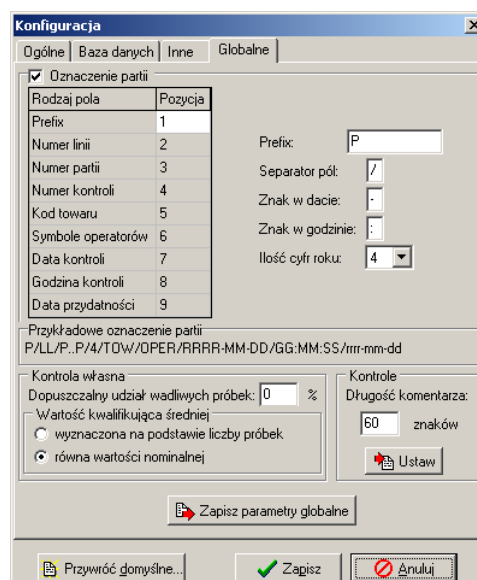 Konfiguracja
Ogólne Baza danych Inne Globalne
Oznaczenie partii
Rodzaj pola Pozycja
Prefix 1
Numer linii 2
Numer partii 3
Numer kontroli 4
Kod towaru 5
Symbole operatorów 6
Data kontroli 7
Godzina kontroli 8
Data przydatności 9
Prefix: P
Separator pól: /
Znak w dacie: -
Znak w godzinie: :
Ilość cyfr roku: 4
Przykładowe oznaczenie partii
P/LL/P..P/4/TOW/OPER/RRRR-MM-DD/GG:MM:SS/rrrr-mm-dd
Kontrola własna
Dopuszczalny udział wadliwych próbek: 0 %
Wartość kwalifikująca średniej
wyznaczona na podstawie liczby próbek
równa wartości nominalnej
Kontrole
Długość komentarza:
60 znaków
Ustaw
Zapisz parametry globalne
Przywróć domyślne... Zapisz Anuluj